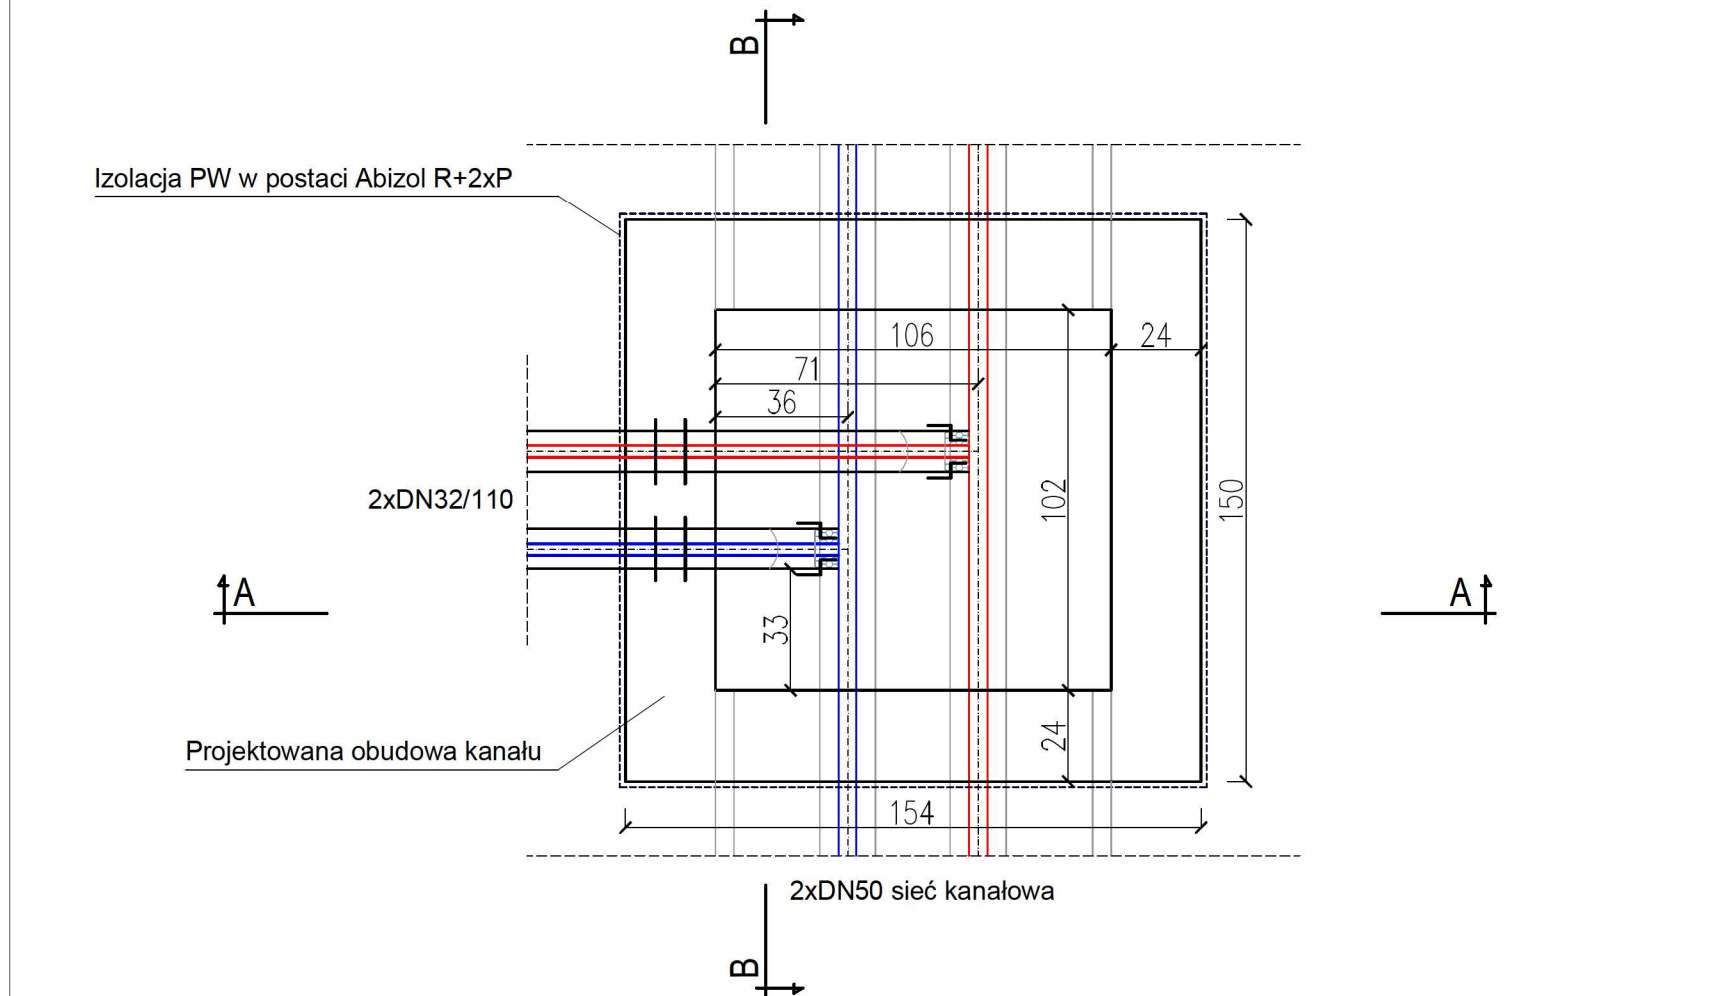 B
Izolacja PW w postaci Abizol R+2xP
106
24
71
36
2xDN32/110
102
150
A
A
33
24
Projektowana obudowa kanału
154
2xDN50 sieć kanałowa
B